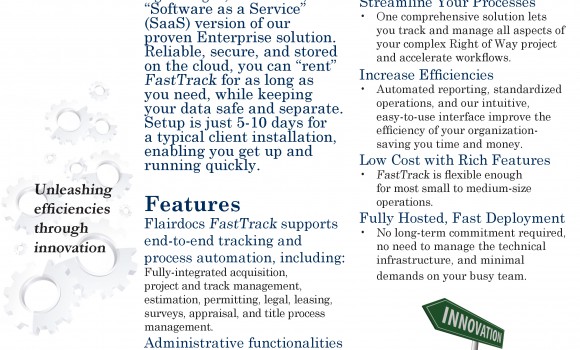 Unleashing
efficiencies
through
innovation
"Software as a Service"
(SaaS) version of our
proven Enterprise solution.
Reliable, secure, and stored
on the cloud, you can "rent"
FastTrack for as long as
you need, while keeping
your data safe and separate.
Setup is just 5-10 days for
a typical client installation,
enabling you get up and
running quickly.
Features
Flairdocs FastTrack supports
end-to-end tracking and
process automation, including:
Fully-integrated acquisition,
project and track management,
estimation, permitting, legal, leasing,
surveys, appraisal, and title process
management.
Administrative functionalities
Streamline Your Processes
• One comprehensive solution lets
you track and manage all aspects of
your complex Right of Way project
and accelerate workflows.
Increase Efficiencies
• Automated reporting, standardized
operations, and our intuitive,
easy-to-use interface improve the
efficiency of your organization-
saving you time and money.
Low Cost with Rich Features
• FastTrack is flexible enough
for most small to medium-size
operations.
Fully Hosted, Fast Deployment
• No long-term commitment required,
no need to manage the technical
infrastructure, and minimal
demands on your busy team.
INNOVATION